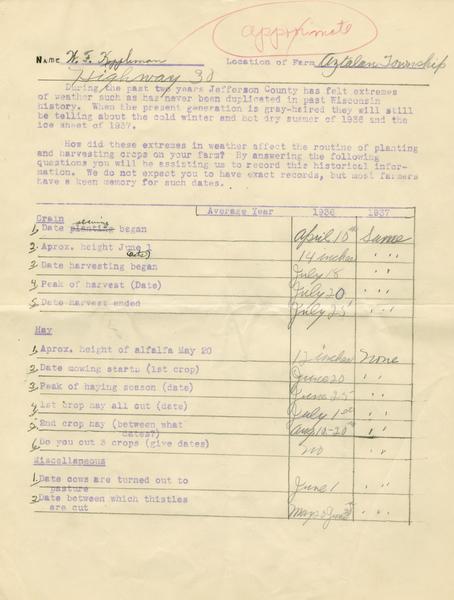 approximate
Name W. F. Location of Farm Aztalan Township
Highway 30
During the past two years Jefferson County has felt extremes
of weather such as has never been duplicated in past Wisconsin
history. When the present generation is gray-haired they will still
be telling about the cold winter and hot dry summer of 1936 and the
ice sheet of 1937.
How did these extremes in weather affect the routine of planting
and harvesting crops on your farm? By answering the following
questions you will be assisting us to record this historical infor-
mation. We do not expect you to have exact records, but most farmers
have a keen memory for such dates.
Average Year 1936 1937
Grain
sowing
1. Date planting began April 10th Same
2. Aprox. height June 1 14 inches " "
(date)
3. Date harvesting began July 18 " "
4. Peak of harvest (Date) July 20 " "
5. Date harvest ended July 25 " "
Hay
1. Aprox. height of alfalfa May 20 12 inches None
2. Date mowing starts (1st crop) June 20 " "
3. Peak of haying season (date) June 25 " "
4. 1st crop hay all cut (date) July 1st " "
5. 2nd crop hay (between what Aug 10-20th " "
dates?)
6. Do you cut 3 crops (give dates) no " "
Miscellaneous
1. Date cows are turned out to
pasture June 1 " "
2. Date between which thistles
are cut May & June " "